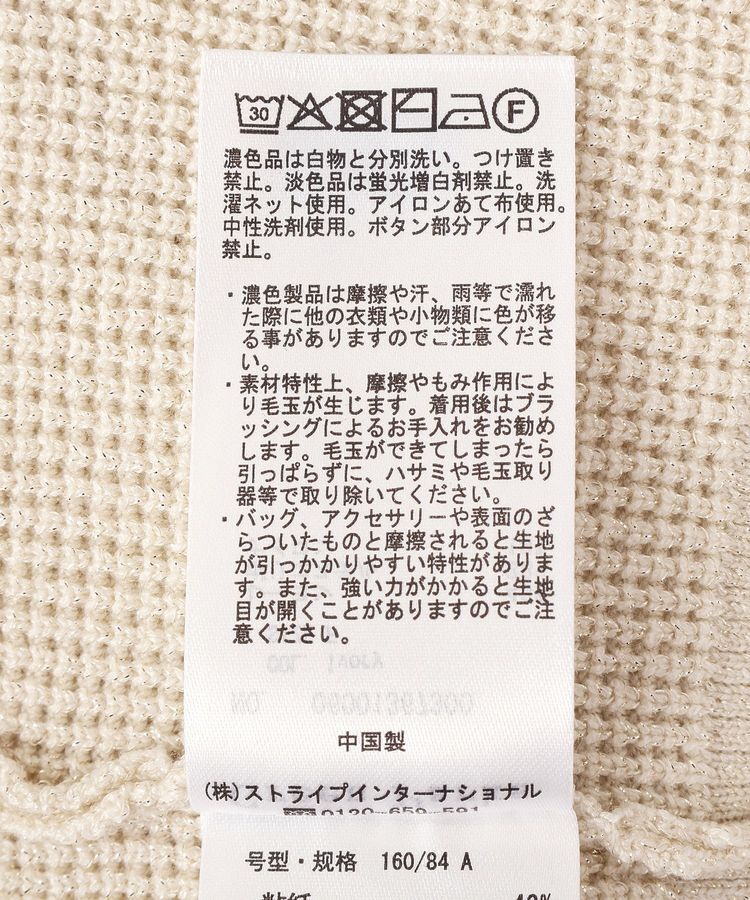 30 F
濃色品は白物と分別洗い。つけ置き
禁止。淡色品は蛍光増白剤禁止。洗
濯ネット使用。アイロンあて布使用。
中性洗剤使用。ボタン部分アイロン
禁止。
・濃色製品は摩擦や汗、雨等で濡れ
た際に他の衣類や小物類に色が移
る事がありますのでご注意くださ
い。
・素材特性上、摩擦やもみ作用によ
り毛玉が生じます。着用後はブラ
ッシングによるお手入れをお勧め
します。毛玉ができてしまったら
引っぱらずに、ハサミや毛玉取り
器等で取り除いてください。
・バッグ、アクセサリーや表面のざ
らついたものと摩擦されると生地
が引っかかりやすい特性がありま
す。また、強い力がかかると生地
目が開くことがありますのでご注
意ください。
中国製
(株)ストライプインターナショナル
号型・规格 160/84 A